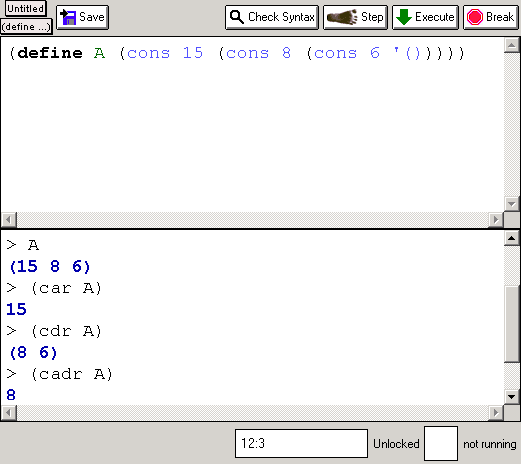 Untitled
(define ...)
Save
Check Syntax
Step
Execute
Break
(define A (cons 15 (cons 8 (cons 6 '()))))
> A
(15 8 6)
> (car A)
15
> (cdr A)
(8 6)
> (cadr A)
8
12:3
Unlocked
not running